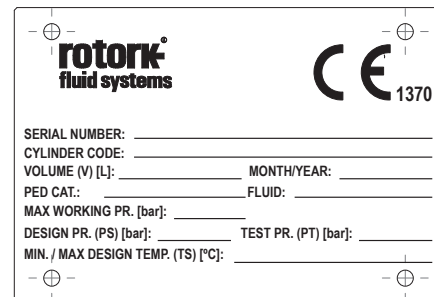 rotork®
fluid systems
CE 1370
SERIAL NUMBER:
CYLINDER CODE:
VOLUME (V) [L]: MONTH/YEAR:
PED CAT.: FLUID:
MAX WORKING PR. [bar]:
DESIGN PR. (PS) [bar]: TEST PR. (PT) [bar]:
MIN. / MAX DESIGN TEMP. (TS) [ºC]: